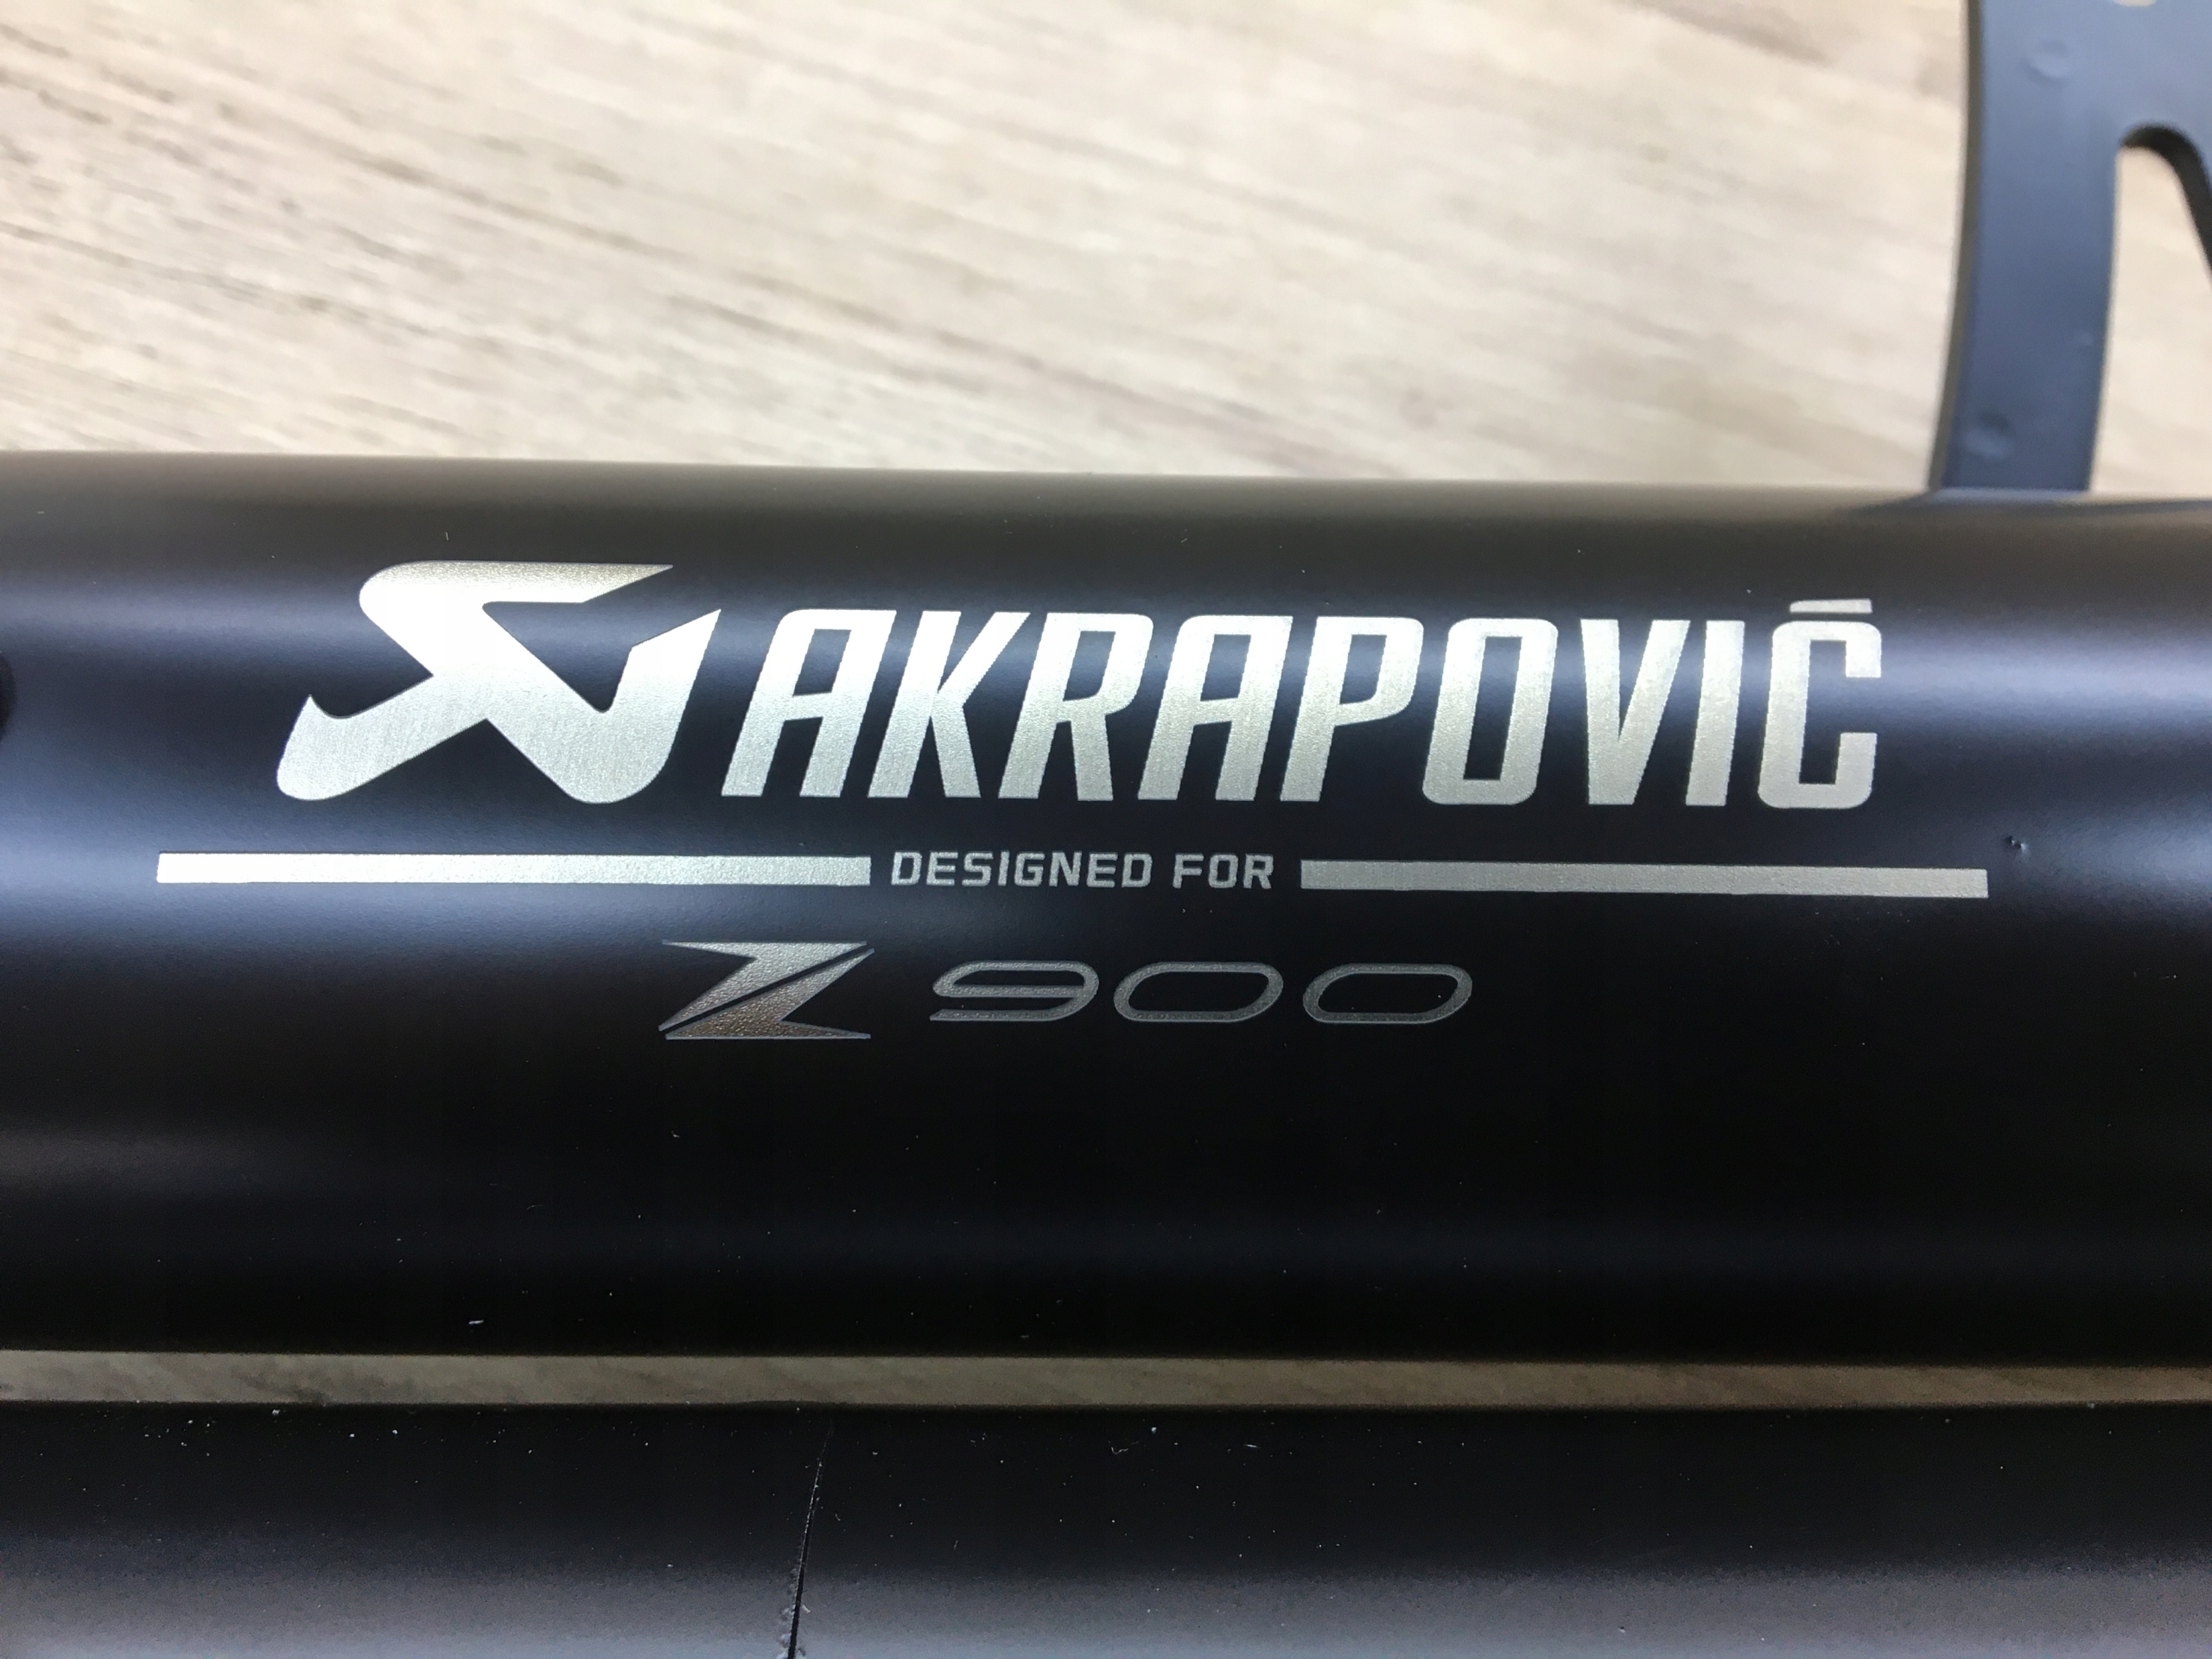 AKRAPOVIČ
DESIGNED FOR
Z900